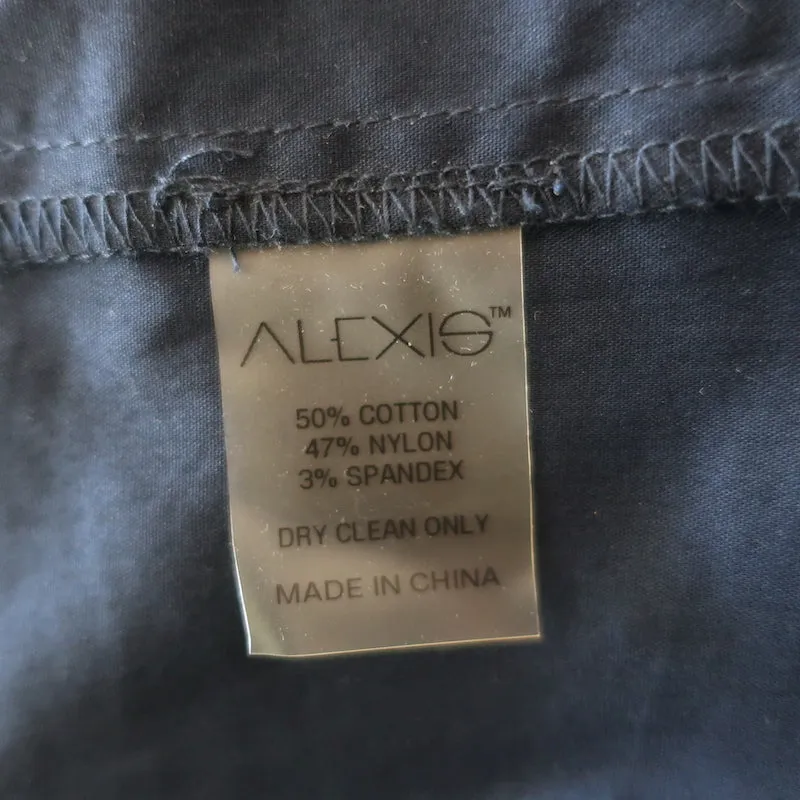 ALEXIS™
50% COTTON
47% NYLON
3% SPANDEX
DRY CLEAN ONLY
MADE IN CHINA